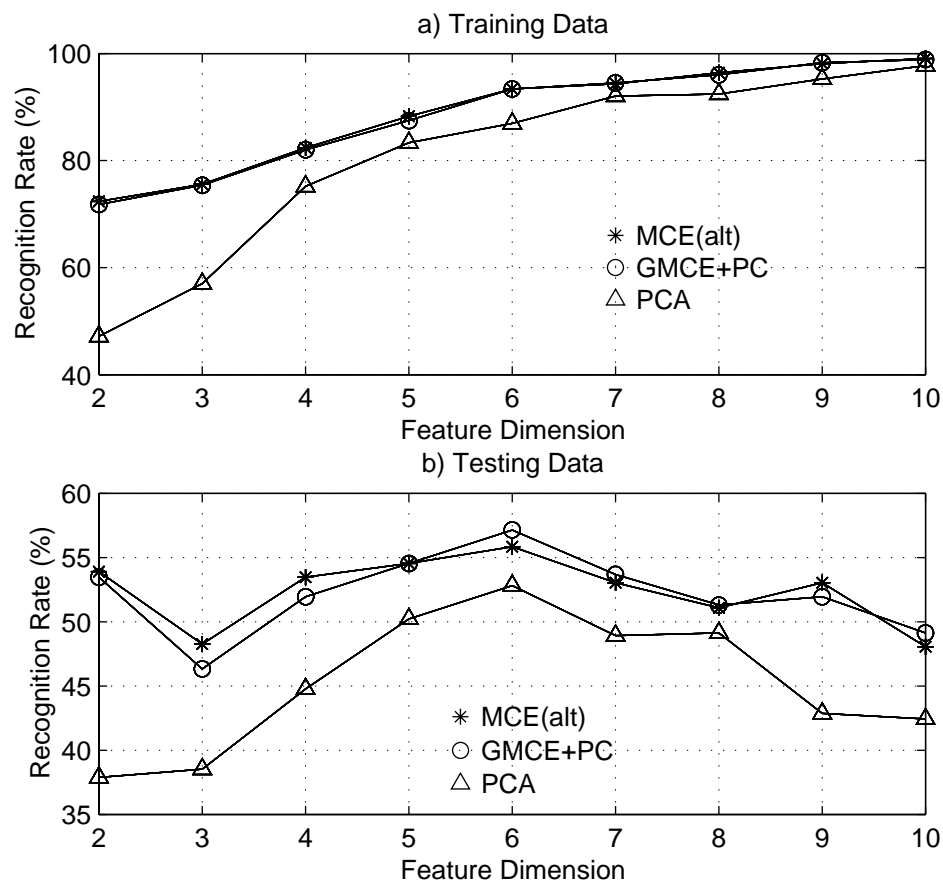 a) Training Data
Recognition Rate (%)
100
80
60
40
MCE(alt)
GMCE+PC
PCA
2 3 4 5 6 7 8 9 10
Feature Dimension
b) Testing Data
Recognition Rate (%)
60
55
50
45
40
35
MCE(alt)
GMCE+PC
PCA
2 3 4 5 6 7 8 9 10
Feature Dimension